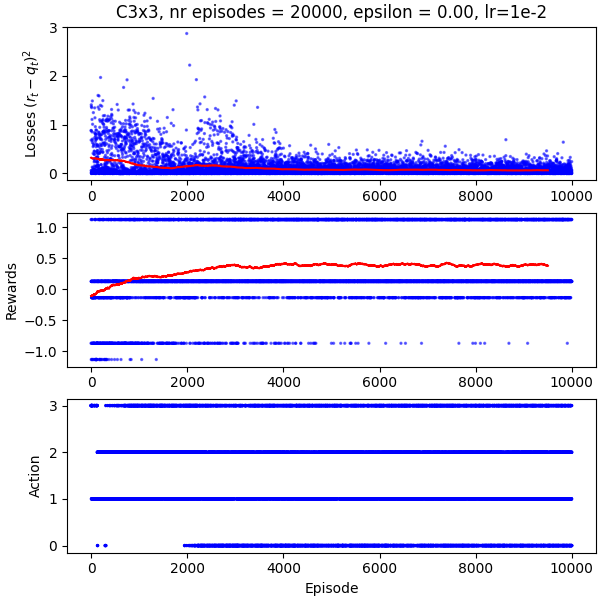 C3x3, nr episodes = 20000, epsilon = 0.00, lr=1e-2
Losses $(r_t - q_t)^2$
3
2
1
0
0 2000 4000 6000 8000 10000
Rewards
1.0
0.5
0.0
−0.5
−1.0
0 2000 4000 6000 8000 10000
Action
3
2
1
0
0 2000 4000 6000 8000 10000
Episode